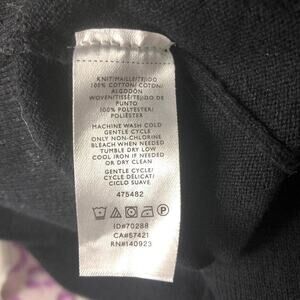 KNIT/MAILLE/TEJIDO
100% COTTON/COTON/
ALGODÓN
WOVEN/TISSÉ/TEJIDO DE
PUNTO
100% POLYESTER/
POLIÉSTER
MACHINE WASH COLD
GENTLE CYCLE
ONLY NON-CHLORINE
BLEACH WHEN NEEDED
TUMBLE DRY LOW
COOL IRON IF NEEDED
OR DRY CLEAN
GENTLE CYCLE/
CYCLE DÉLICAT/
CICLO SUAVE
475482
ID#70288
CA#57421
RN#140923